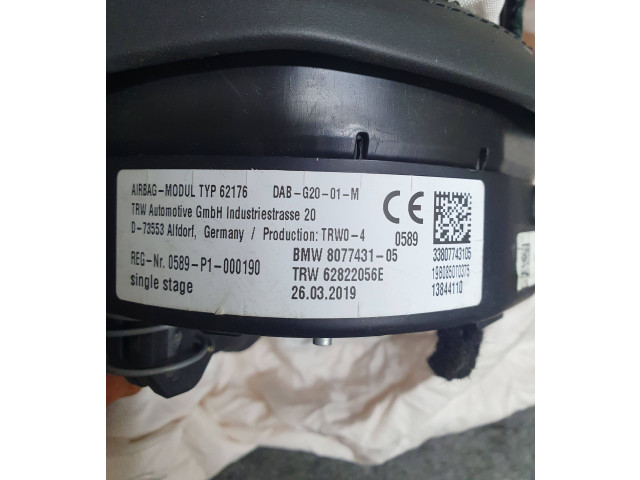 AIRBAG-MODUL TYP 62176 DAB-G20-01-M
TRW Automotive GmbH Industriestrasse 20
D-73553 Alfdorf, Germany / Production: TRW0-4
CE
0589
REG-Nr. 0589-P1-000190
single stage
BMW 8077431-05
TRW 62822056E
26.03.2019
33807743105
19B085010375
13844110